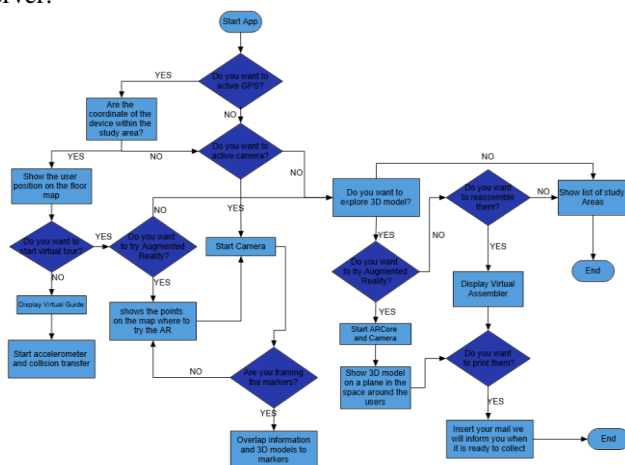 erver.
Start App
Do you want to
active GPS?
YES
NO
Are the
coordinate of the
device within the
study area?
YES
NO
Do you want to
active camera?
NO
YES
Show the user
position on the floor
map
Do you want to
start virtual tour?
YES
NO
Do you want
to try Augmented
Reality?
NO
YES
Start Camera
Display Virtual Guide
Start accelerometer
and collision transfer
shows the points
on the map where to
try the AR
Are you framing
the markers?
NO
YES
Overlap information
and 3D models to
markers
Do you want to
explore 3D model?
NO
YES
Do you want to
try Augmented
Reality?
NO
YES
Start ARCore
and Camera
Show 3D model
on a plane in the
space around the
users
Do you want
to reassemble
them?
NO
YES
Show list of study
Areas
End
Display Virtual
Assembler
Do you want
to print them?
YES
Insert your mail we
will inform you when
it is ready to collect
End